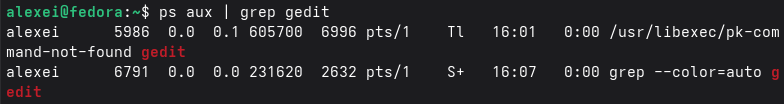 alexei@fedora:~$ ps aux | grep gedit
alexei      5986  0.0  0.1 605700  6996 pts/1    Tl   16:01   0:00 /usr/libexec/pk-com
mand-not-found gedit
alexei      6791  0.0  0.0 231620  2632 pts/1    S+   16:07   0:00 grep --color=auto g
edit